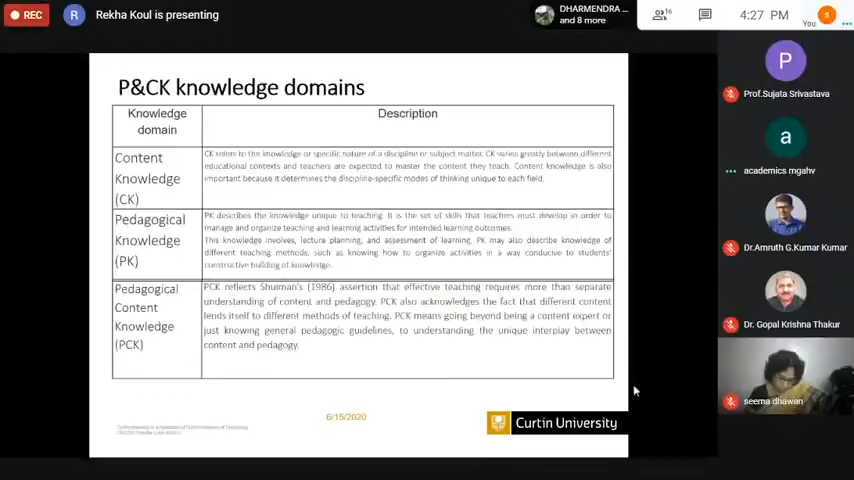 REC
R
Rekha Koul is presenting
DHARMENDRA ...
and 8 more
16
4:27 PM
You
S
P&CK knowledge domains
Knowledge domain
Description
Content
Knowledge
(CK)
CK refers to the knowledge or specific nature of a discipline or subject matter. CK varies greatly between different
educational contexts and teachers are expected to master the content they teach. Content knowledge is also
important because it determines the discipline-specific modes of thinking unique to each field.
Pedagogical
Knowledge
(PK)
PK describes the knowledge unique to teaching. It is the set of skills that teachers must develop in order to
manage and organize teaching and learning activities for intended learning outcomes.
This knowledge involves, lecture planning, and assessment of learning. PK may also describe knowledge of
different teaching methods, such as knowing how to organize activities in a way conducive to students'
constructive building of knowledge.
Pedagogical
Content
Knowledge
(PCK)
PCK reflects Shulman's (1986) assertion that effective teaching requires more than separate
understanding of content and pedagogy. PCK also acknowledges the fact that different content
lends itself to different methods of teaching. PCK means going beyond being a content expert or
just knowing general pedagogic guidelines, to understanding the unique interplay between
content and pedagogy.
6/15/2020
Curtin University
P
Prof.Sujata Srivastava
a
academics mgahv
Dr.Amruth G.Kumar Kumar
Dr. Gopal Krishna Thakur
seema dhawan